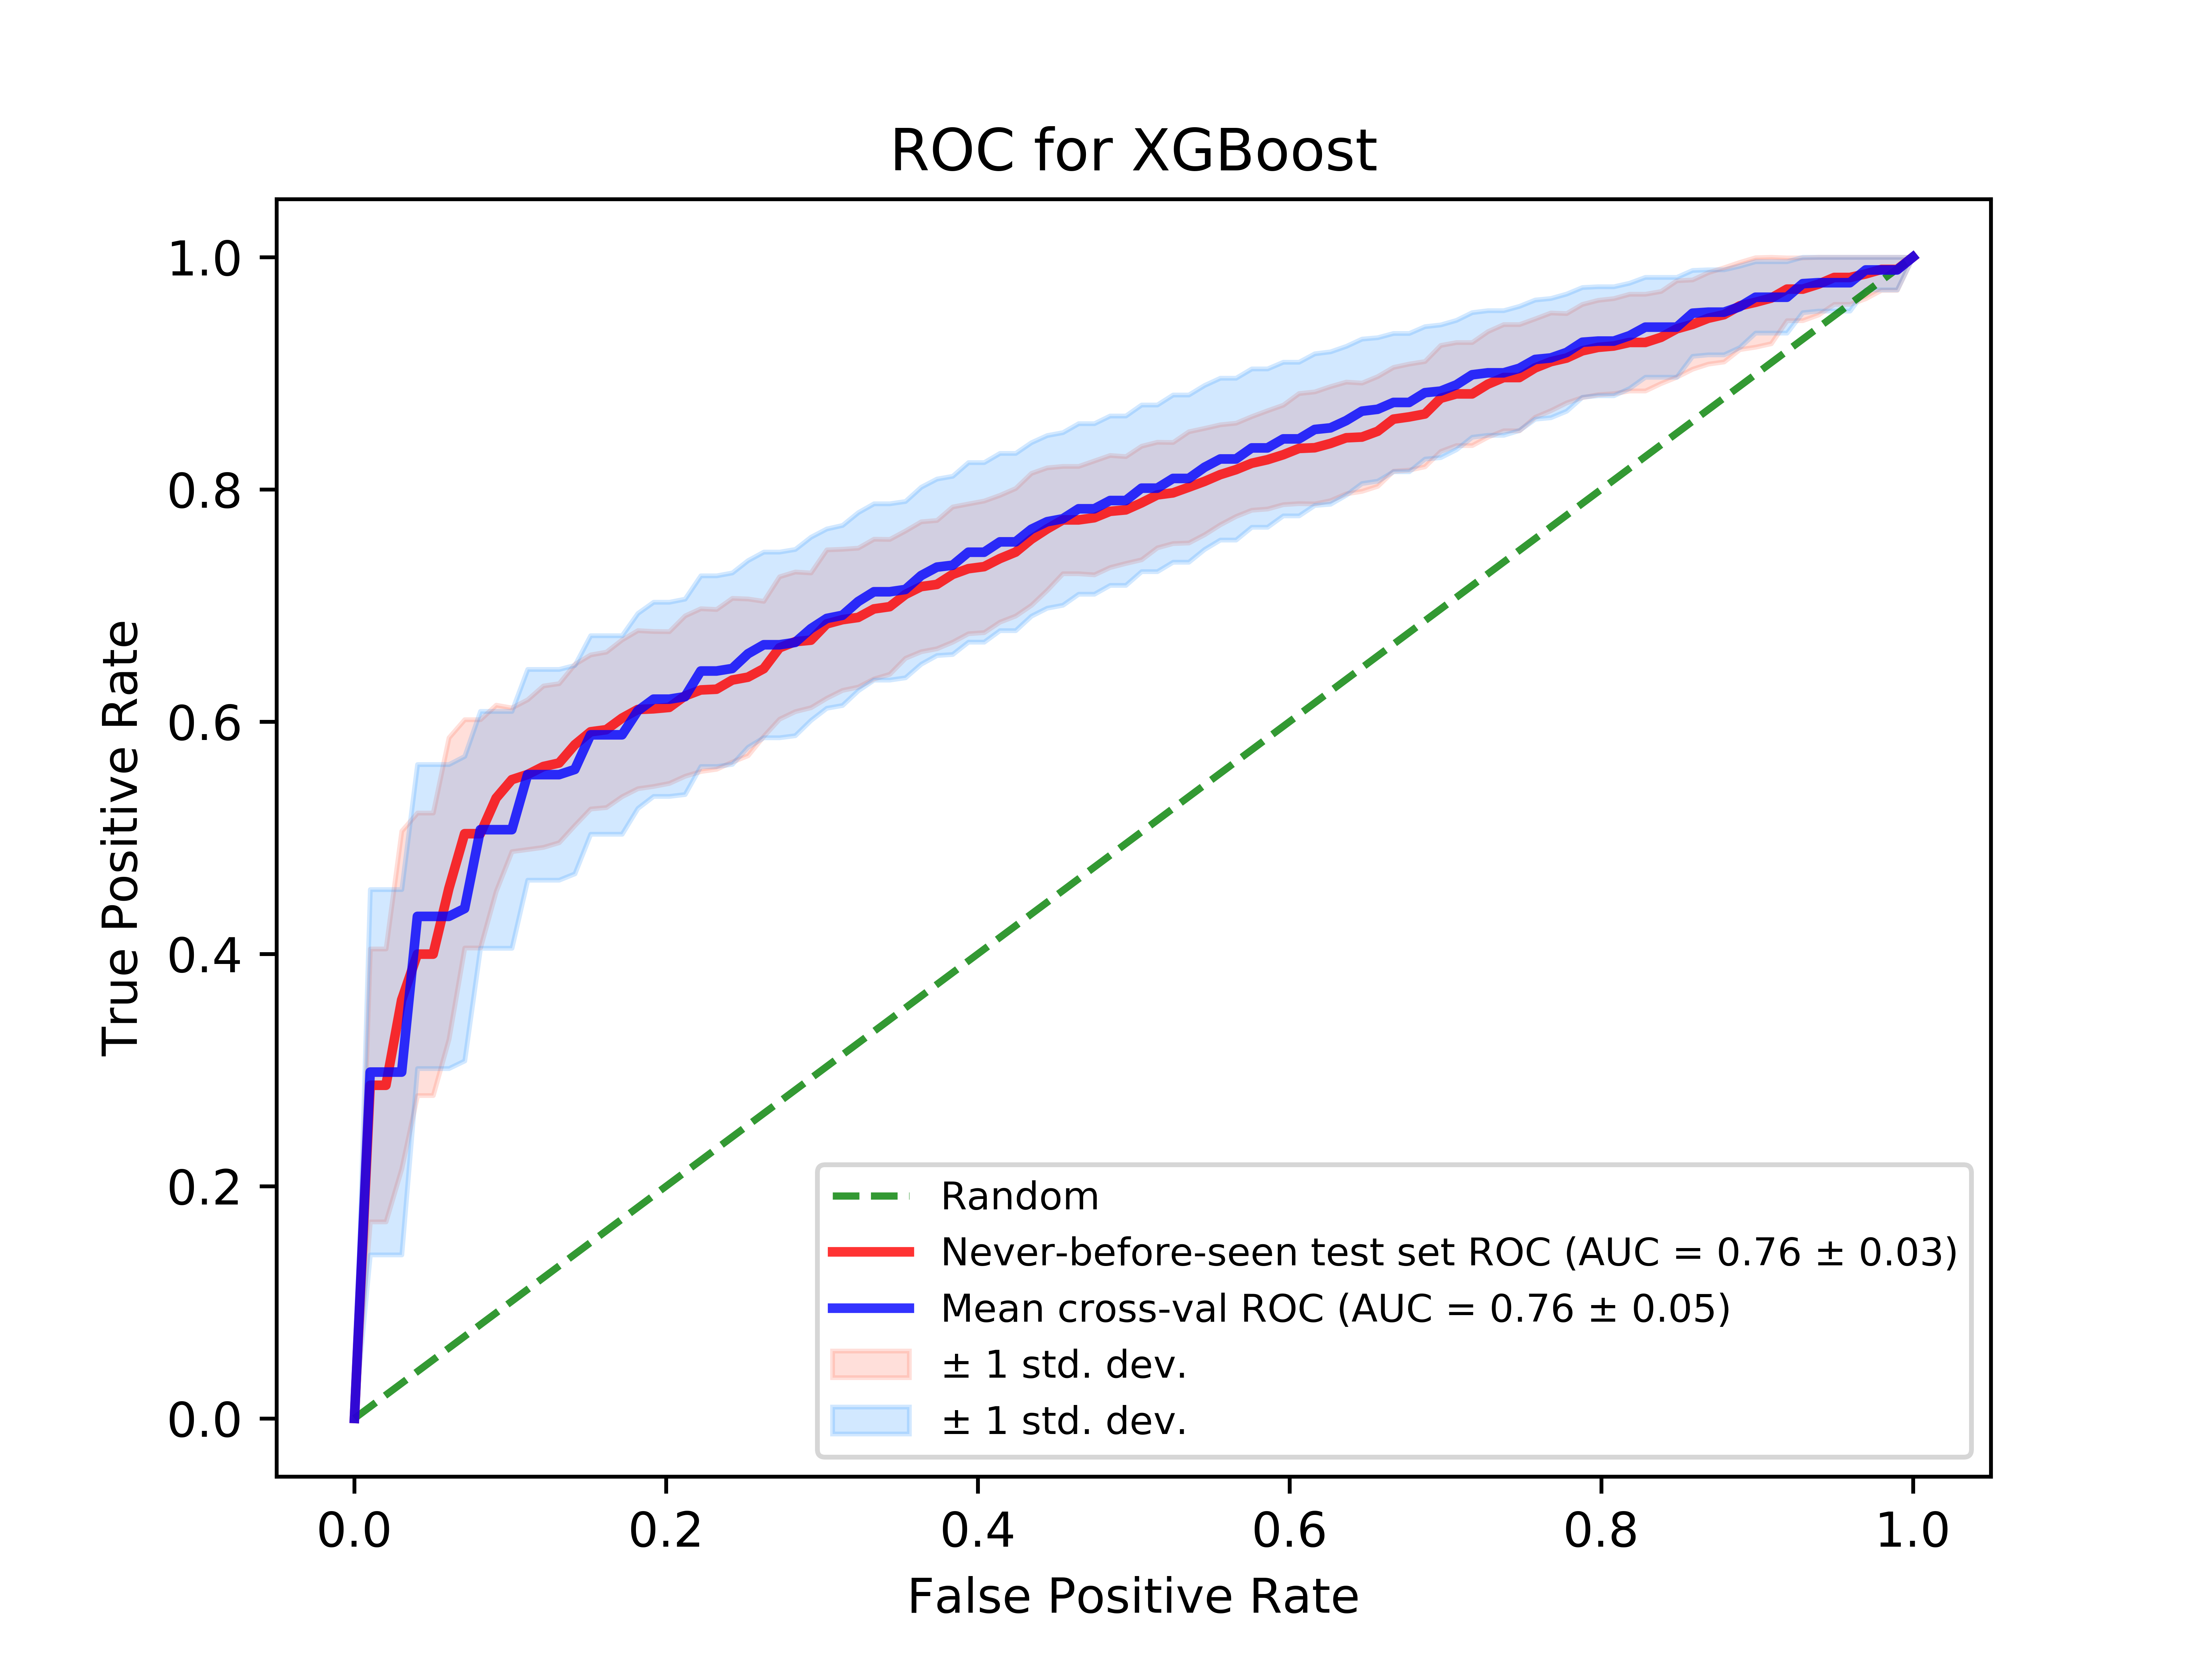 ROC for XGBoost
1.0
0.8
0.6
0.4
0.2
0.0
True Positive Rate
Random
Never-before-seen test set ROC (AUC = 0.76 ± 0.03)
Mean cross-val ROC (AUC = 0.76 ± 0.05)
± 1 std. dev.
± 1 std. dev.
0.0 0.2 0.4 0.6 0.8 1.0
False Positive Rate